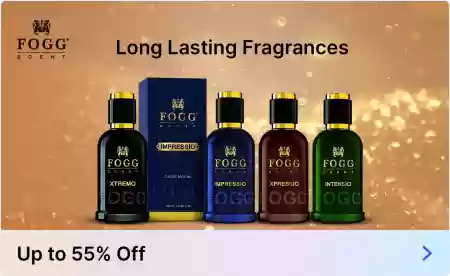 FOGG
SCENT
Long Lasting Fragrances
FOGG
SCENT
IMPRESSIO
FOGG
SCENT
XTREMO
FOGG
SCENT
IMPRESSIO
FOGG
SCENT
XPRESSIO
FOGG
SCENT
INTENSIO
Up to 55% Off